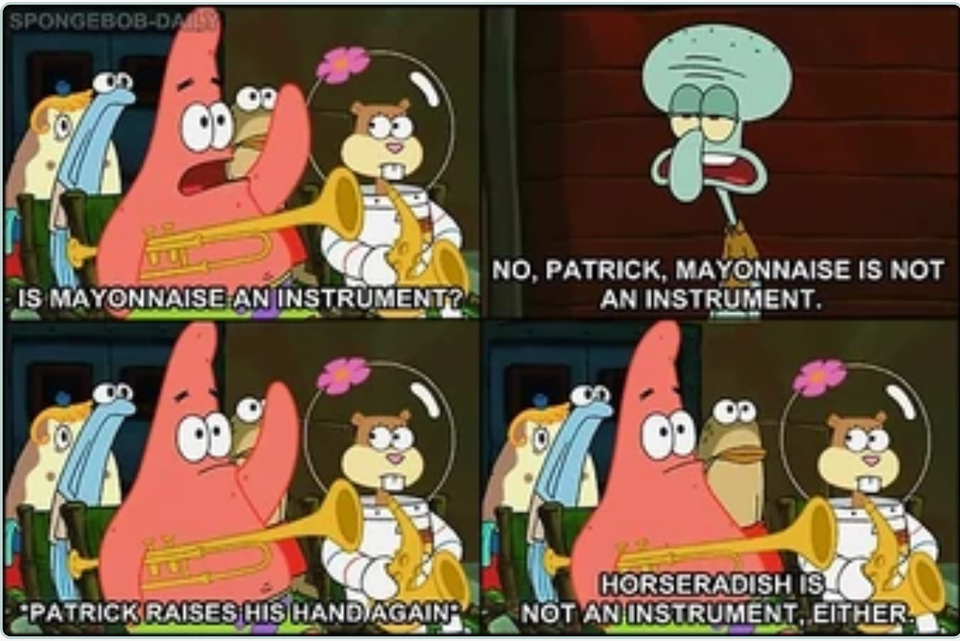 SPONGEBOB-DAILY
IS MAYONNAISE AN INSTRUMENT?
NO, PATRICK, MAYONNAISE IS NOT
AN INSTRUMENT.
*PATRICK RAISES HIS HAND AGAIN*
HORSERADISH IS
NOT AN INSTRUMENT, EITHER.